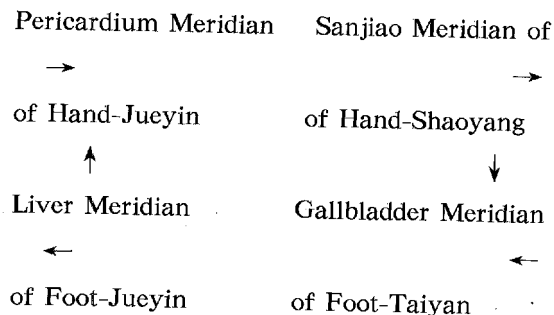 Pericardium Meridian Sanjiao Meridian of
→ →
of Hand-Jueyin of Hand-Shaoyang
↑ ↓
Liver Meridian Gallbladder Meridian
← ←
of Foot-Jueyin of Foot-Taiyan